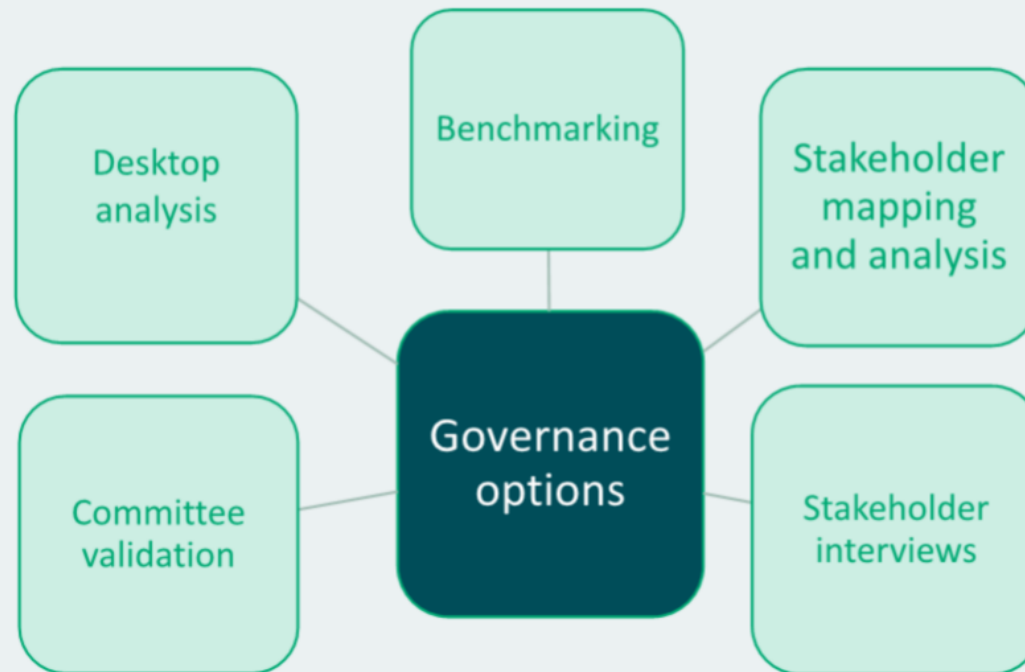 Benchmarking
Desktop
analysis
Stakeholder
mapping
and analysis
Governance
options
Committee
validation
Stakeholder
interviews